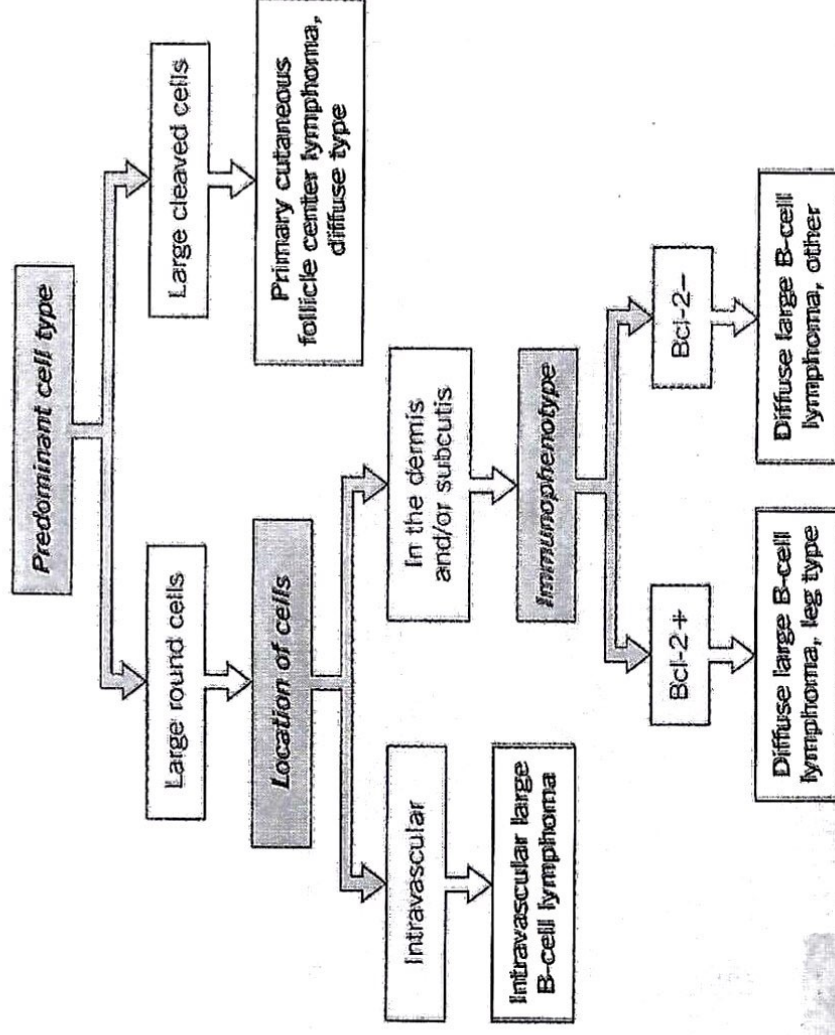 Predominant cell type
Large round cells
Large cleaved cells
Location of cells
Primary cutaneous
follicle center lymphoma,
diffuse type
Intravascular
In the dermis
and/or subcutis
Intravascular large
B-cell lymphoma
Immunophenotype
Bcl-2+
Bcl-2−
Diffuse large B-cell
lymphoma, leg type
Diffuse large B-cell
lymphoma, other